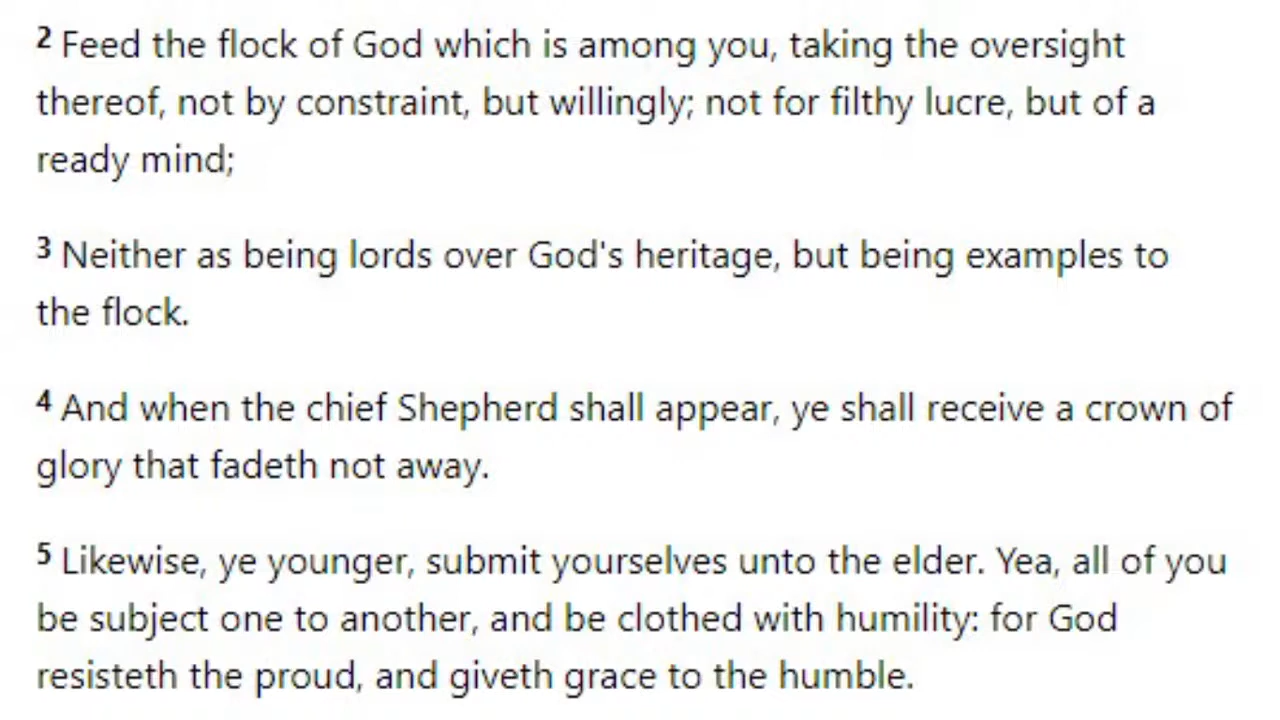 2 Feed the flock of God which is among you, taking the oversight
thereof, not by constraint, but willingly; not for filthy lucre, but of a
ready mind;
3 Neither as being lords over God's heritage, but being examples to
the flock.
4 And when the chief Shepherd shall appear, ye shall receive a crown of
glory that fadeth not away.
5 Likewise, ye younger, submit yourselves unto the elder. Yea, all of you
be subject one to another, and be clothed with humility: for God
resisteth the proud, and giveth grace to the humble.